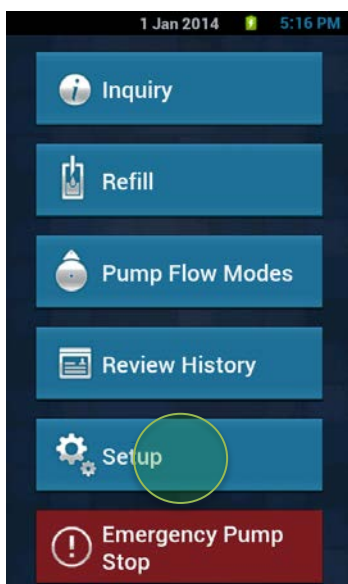 1 Jan 2014 5:16 PM
Inquiry
Refill
Pump Flow Modes
Review History
Setup
Emergency Pump
Stop